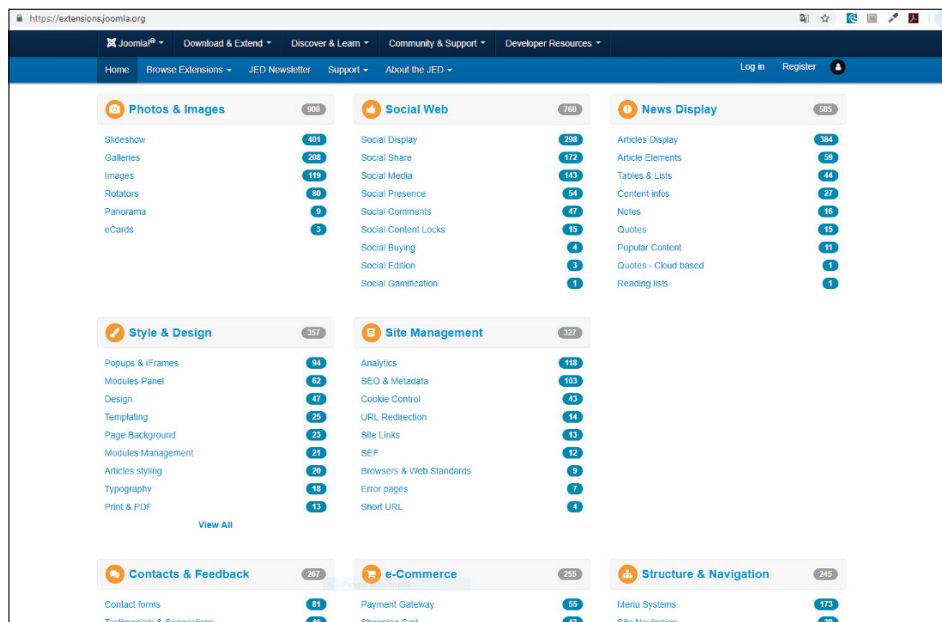 https://extensions.joomla.org
Joomla!® Download & Extend Discover & Learn Community & Support Developer Resources
Home Browse Extensions JED Newsletter Support About the JED Log in Register
Photos & Images 900
Slideshow 401
Galleries 208
Images 119
Rotators 80
Panorama 9
eCards 3
Social Web 760
Social Display 298
Social Share 172
Social Media 143
Social Presence 54
Social Comments 47
Social Content Locks 15
Social Buying 4
Social Edition 3
Social Gamification 1
News Display 585
Articles Display 384
Article Elements 59
Tables & Lists 44
Content infos 27
Notes 16
Quotes 15
Popular Content 11
Quotes - Cloud based 1
Reading lists 1
Style & Design 357
Popups & iFrames 94
Modules Panel 62
Design 47
Templating 25
Page Background 23
Modules Management 21
Articles styling 20
Typography 18
Print & PDF 13
View All
Site Management 327
Analytics 118
SEO & Metadata 103
Cookie Control 43
URL Redirection 14
Site Links 13
SEF 12
Browsers & Web Standards 9
Error pages 7
Short URL 4
Contacts & Feedback 267
Contact forms 81
Testimonials & Suggestions
e-Commerce 255
Payment Gateway 55
Shopping Cart
Structure & Navigation 245
Menu Systems 173
Site Navigation